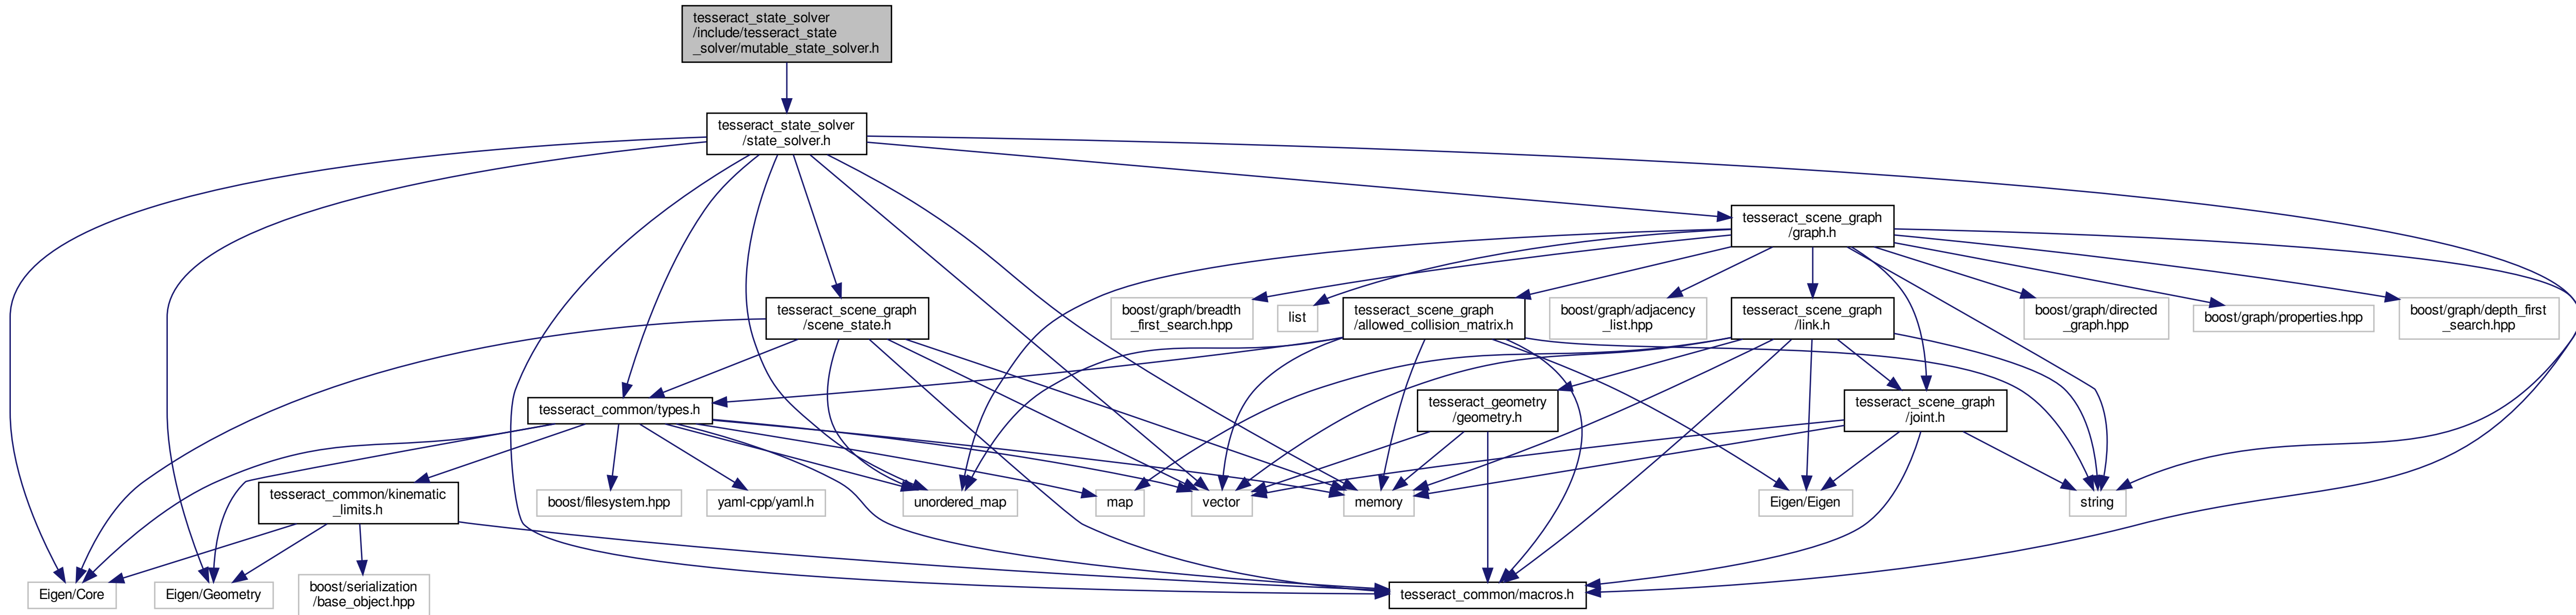 tesseract_state_solver
/include/tesseract_state
_solver/mutable_state_solver.h
tesseract_state_solver
/state_solver.h
tesseract_scene_graph
/graph.h
tesseract_scene_graph
/scene_state.h
boost/graph/breadth
_first_search.hpp
list
tesseract_scene_graph
/allowed_collision_matrix.h
boost/graph/adjacency
_list.hpp
tesseract_scene_graph
/link.h
boost/graph/directed
_graph.hpp
boost/graph/properties.hpp
boost/graph/depth_first
_search.hpp
tesseract_common/types.h
tesseract_geometry
/geometry.h
tesseract_scene_graph
/joint.h
tesseract_common/kinematic
_limits.h
boost/filesystem.hpp
yaml-cpp/yaml.h
unordered_map
map
vector
memory
Eigen/Eigen
string
Eigen/Core
Eigen/Geometry
boost/serialization
/base_object.hpp
tesseract_common/macros.h